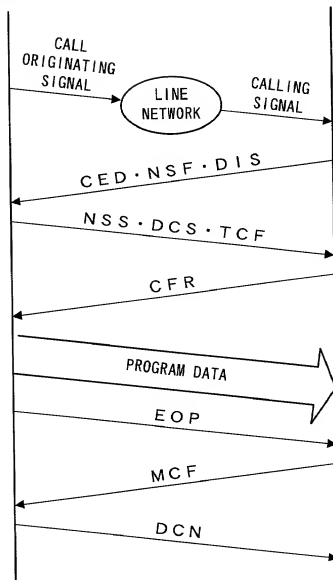 CALL
ORIGINATING
SIGNAL
LINE
NETWORK
CALLING
SIGNAL
CED・NSF・DIS
NSS・DCS・TCF
CFR
PROGRAM DATA
EOP
MCF
DCN